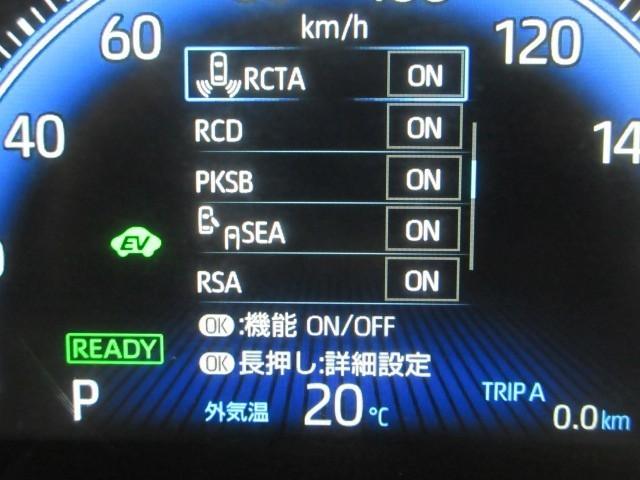 60
km/h
120
40
14
RCTA ON
RCD ON
PKSB ON
SEA ON
RSA ON
EV
OK:機能 ON/OFF
READY
OK長押し:詳細設定
P
外気温 20℃
TRIP A
0.0km